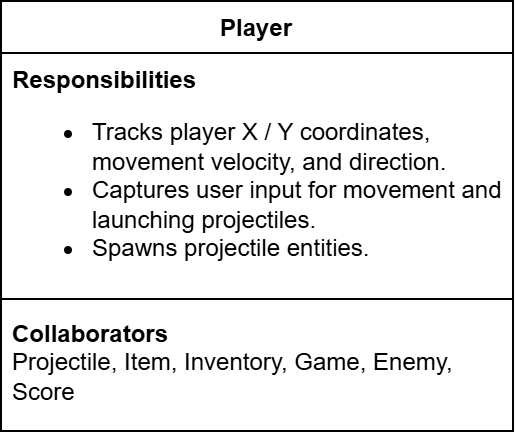 Player
Responsibilities
• Tracks player X / Y coordinates,
movement velocity, and direction.
• Captures user input for movement and
launching projectiles.
• Spawns projectile entities.
Collaborators
Projectile, Item, Inventory, Game, Enemy,
Score